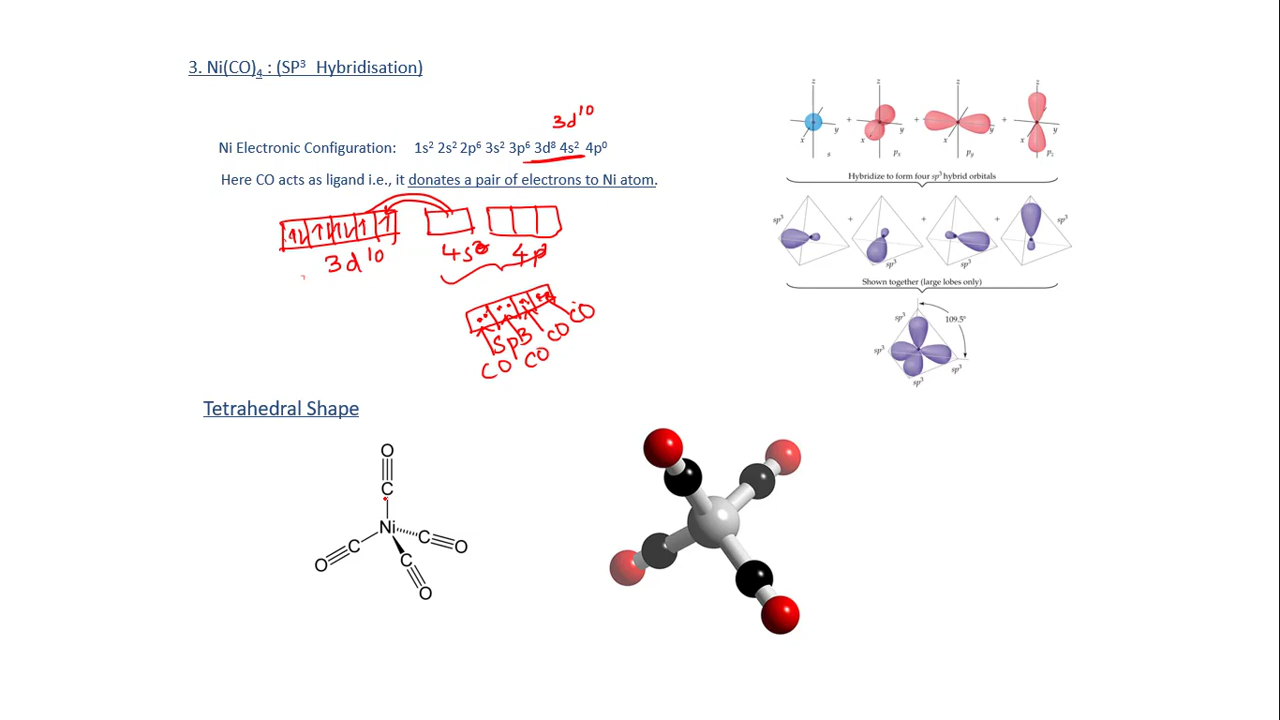 3. Ni(CO)₄ : (SP³ Hybridisation)
3d¹⁰
Ni Electronic Configuration: 1s² 2s² 2p⁶ 3s² 3p⁶ 3d⁸ 4s² 4p⁰
Here CO acts as ligand i.e., it donates a pair of electrons to Ni atom.
3d¹⁰ 4s 4p
sp3
CO CO CO CO
z z z z
+ + +
y y y y
x x x x
s pₓ pᵧ p_z
Hybridize to form four sp³ hybrid orbitals
sp³ + + + sp³
sp³ sp³
Shown together (large lobes only)
sp³ 109.5°
sp³ sp³
sp³
Tetrahedral Shape
O
C
Ni
C C O
O C
O